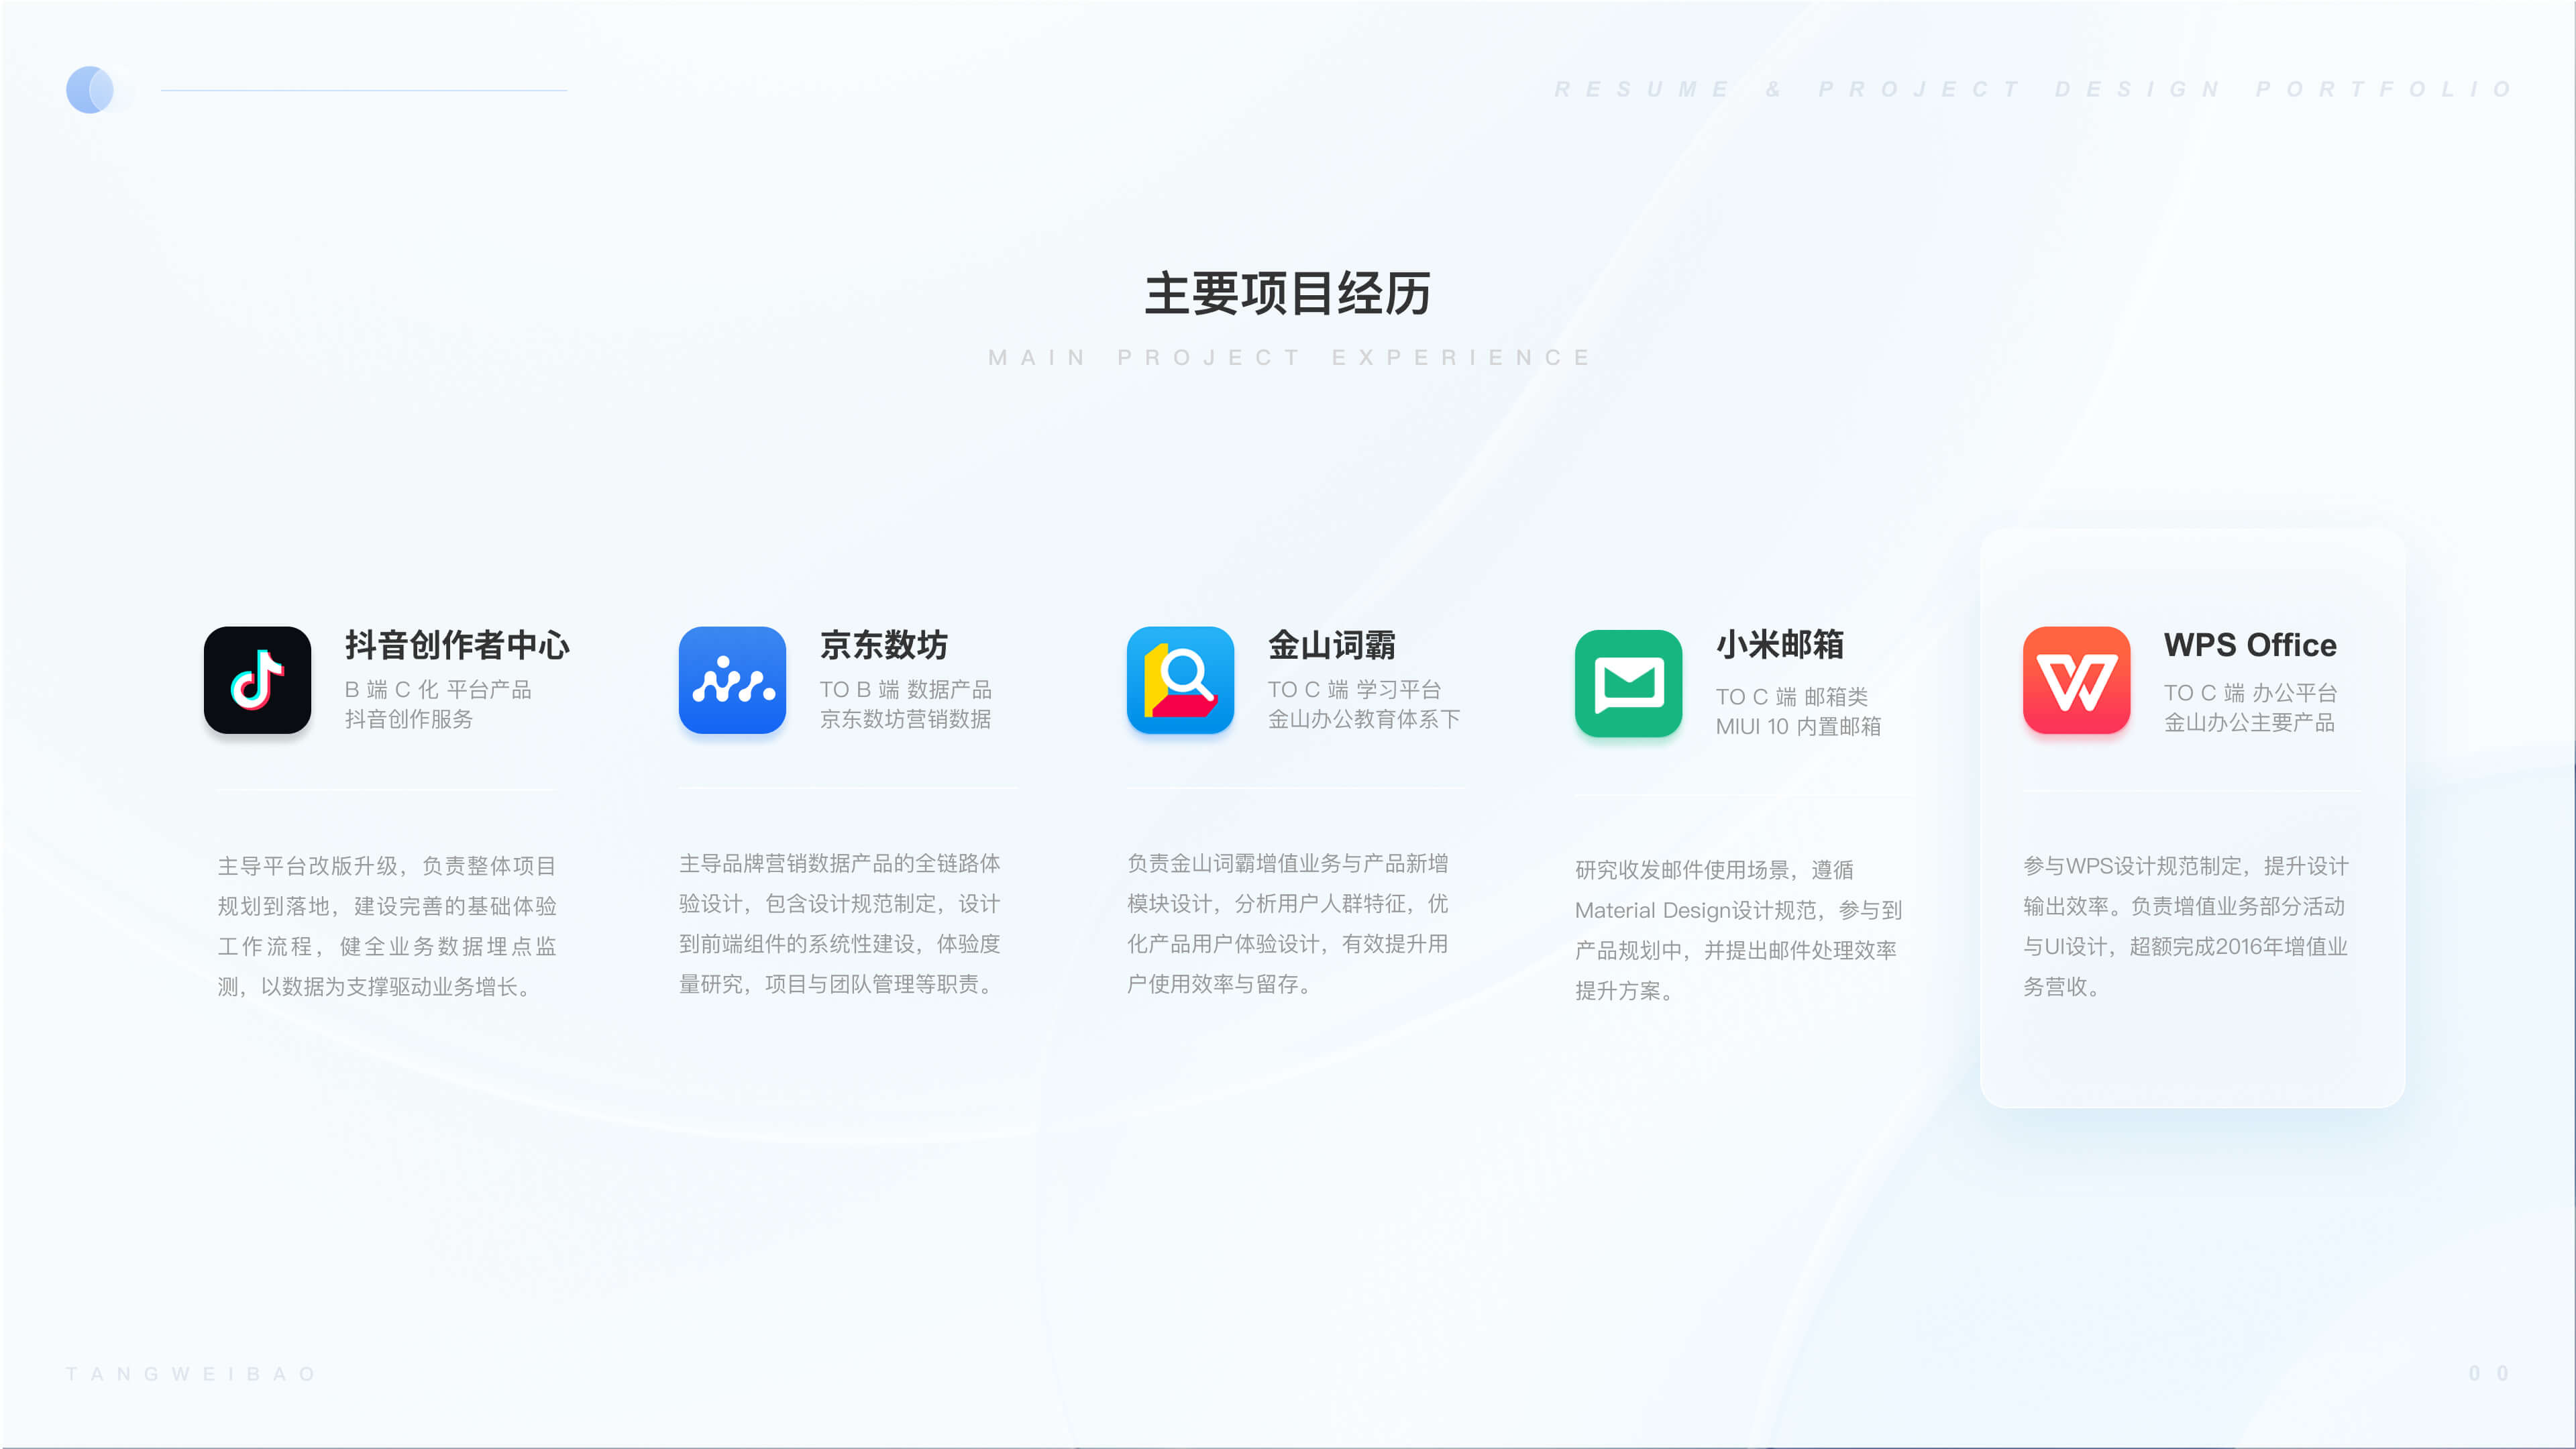 RESUME & PROJECT DESIGN PORTFOLIO
主要项目经历
MAIN PROJECT EXPERIENCE
抖音创作者中心
B 端 C 化 平台产品
抖音创作服务
主导平台改版升级，负责整体项目
规划到落地，建设完善的基础体验
工作流程，健全业务数据埋点监
测，以数据为支撑驱动业务增长。
京东数坊
TO B 端 数据产品
京东数坊营销数据
主导品牌营销数据产品的全链路体
验设计，包含设计规范制定，设计
到前端组件的系统性建设，体验度
量研究，项目与团队管理等职责。
金山词霸
TO C 端 学习平台
金山办公教育体系下
负责金山词霸增值业务与产品新增
模块设计，分析用户人群特征，优
化产品用户体验设计，有效提升用
户使用效率与留存。
小米邮箱
TO C 端 邮箱类
MIUI 10 内置邮箱
研究收发邮件使用场景，遵循
Material Design设计规范，参与到
产品规划中，并提出邮件处理效率
提升方案。
WPS Office
TO C 端 办公平台
金山办公主要产品
参与WPS设计规范制定，提升设计
输出效率。负责增值业务部分活动
与UI设计，超额完成2016年增值业
务营收。
TANGWEIBAO
00